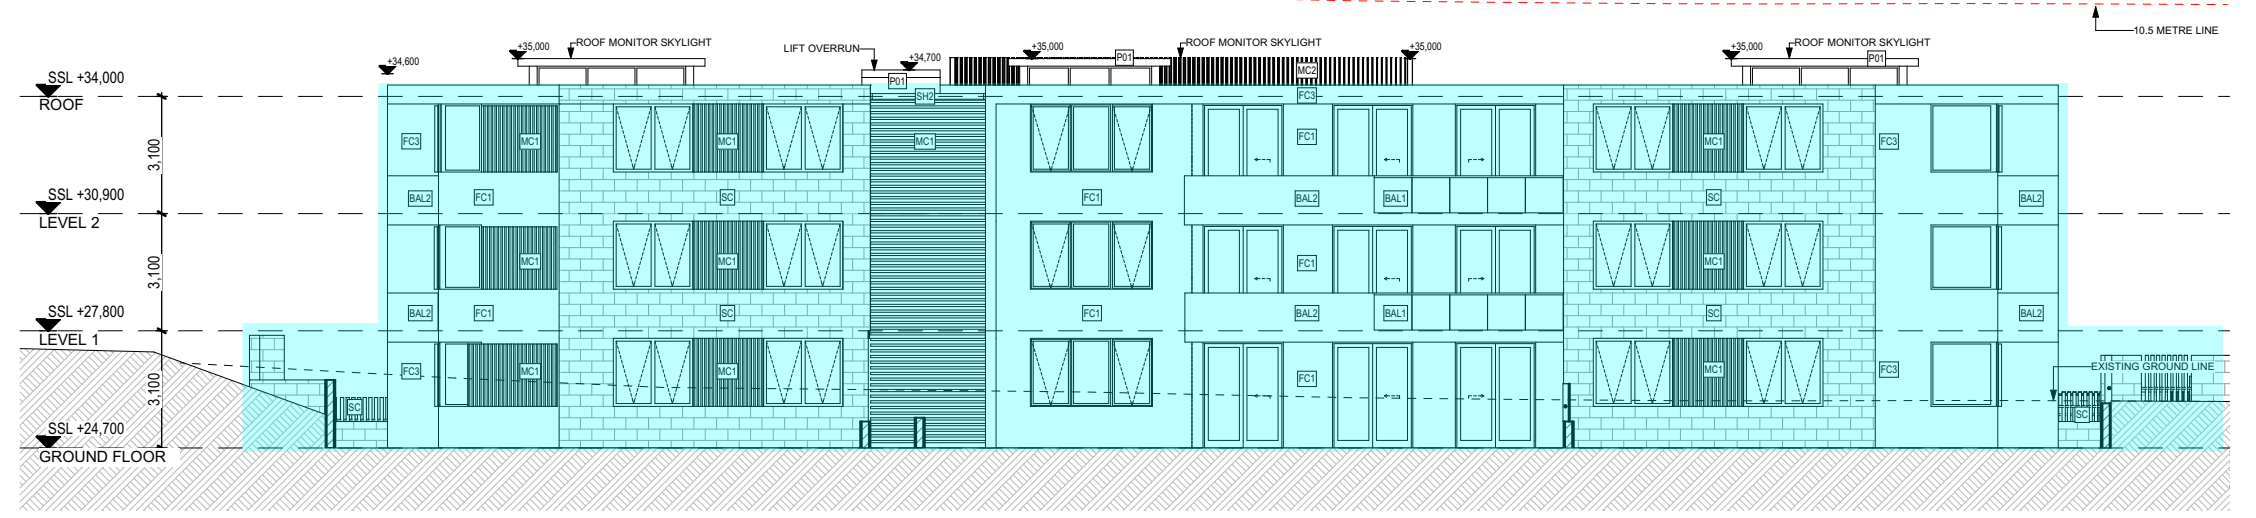 10.5 METRE LINE
+34,600
+35,000
ROOF MONITOR SKYLIGHT
LIFT OVERRUN
+34,700
+35,000
P01
ROOF MONITOR SKYLIGHT
+35,000
+35,000
ROOF MONITOR SKYLIGHT
P01
P01
MC2
SSL +34,000
ROOF
SH2
FC3
3,100
FC3
MC1
MC1
MC1
FC1
MC1
FC3
SSL +30,900
LEVEL 2
BAL2
FC1
SC
FC1
BAL2
BAL1
SC
BAL2
3,100
MC1
MC1
FC1
MC1
SSL +27,800
LEVEL 1
BAL2
FC1
SC
FC1
BAL2
BAL1
SC
BAL2
3,100
FC3
MC1
MC1
FC1
MC1
FC3
EXISTING GROUND LINE
SC
SC
SSL +24,700
GROUND FLOOR